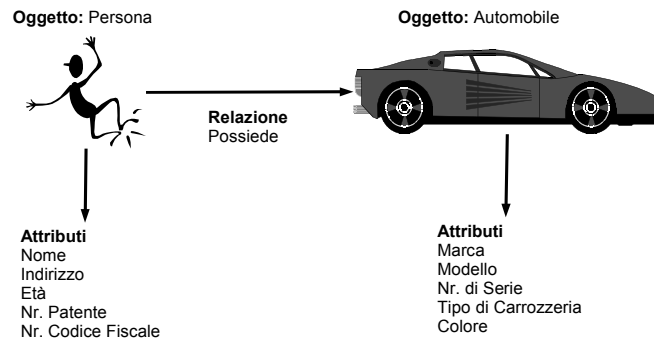 Oggetto: Persona
Oggetto: Automobile
Relazione
Possiede
Attributi
Nome
Indirizzo
Età
Nr. Patente
Nr. Codice Fiscale
Attributi
Marca
Modello
Nr. di Serie
Tipo di Carrozzeria
Colore